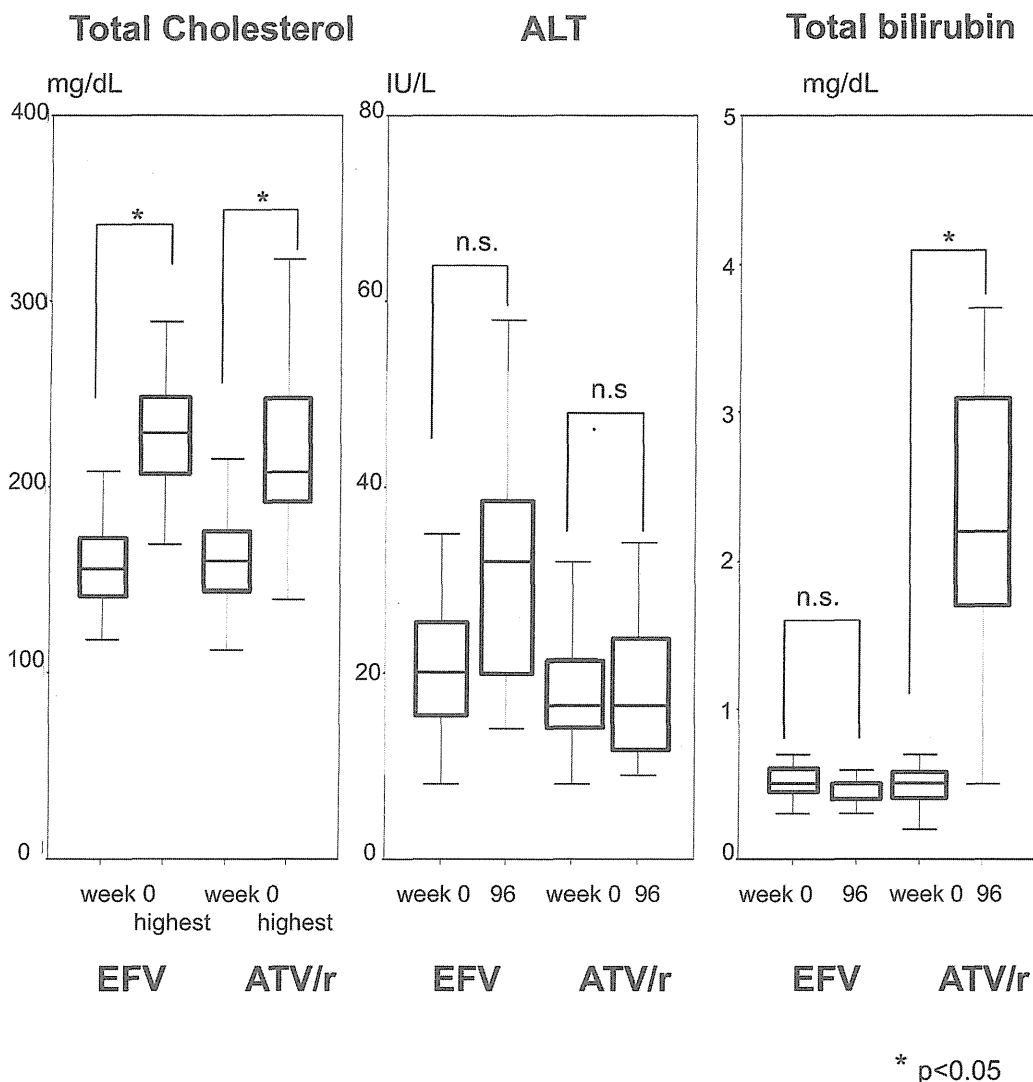 Total Cholesterol
ALT
Total bilirubin
mg/dL
IU/L
mg/dL
400
300
200
100
0
*
*
week 0
highest
week 0
highest
EFV
ATV/r
80
60
40
20
0
n.s.
n.s
week 0
96
week 0
96
EFV
ATV/r
5
4
3
2
1
0
n.s.
*
week 0
96
week 0
96
EFV
ATV/r
* p<0.05